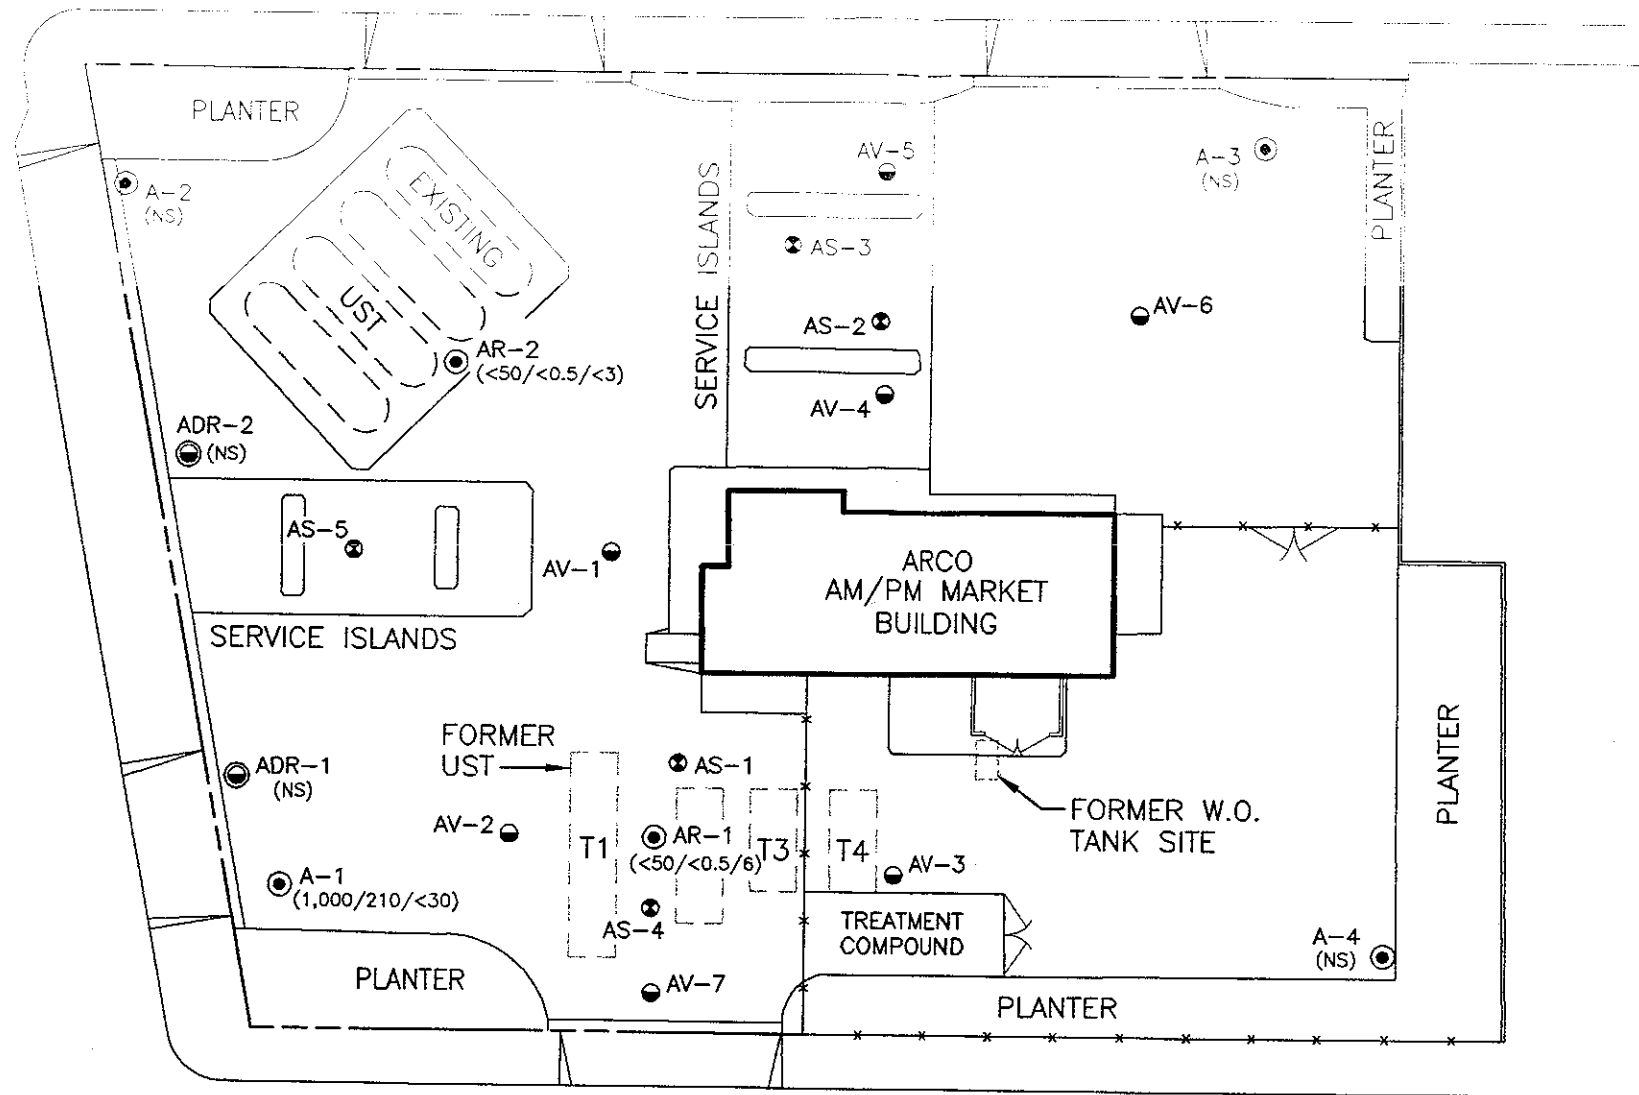 PLANTER
A-2
(NS)
EXISTING
UST
AR-2
(<50/<0.5/<3)
SERVICE ISLANDS
AV-5
AS-3
AS-2
AV-4
A-3
(NS)
PLANTER
AV-6
ADR-2
(NS)
AS-5
AV-1
SERVICE ISLANDS
ARCO
AM/PM MARKET
BUILDING
FORMER
UST
AS-1
ADR-1
(NS)
AV-2
T1
AR-1
(<50/<0.5/6)
T3
T4
AV-3
FORMER W.O.
TANK SITE
PLANTER
A-1
(1,000/210/<30)
AS-4
TREATMENT
COMPOUND
A-4
(NS)
PLANTER
AV-7
PLANTER